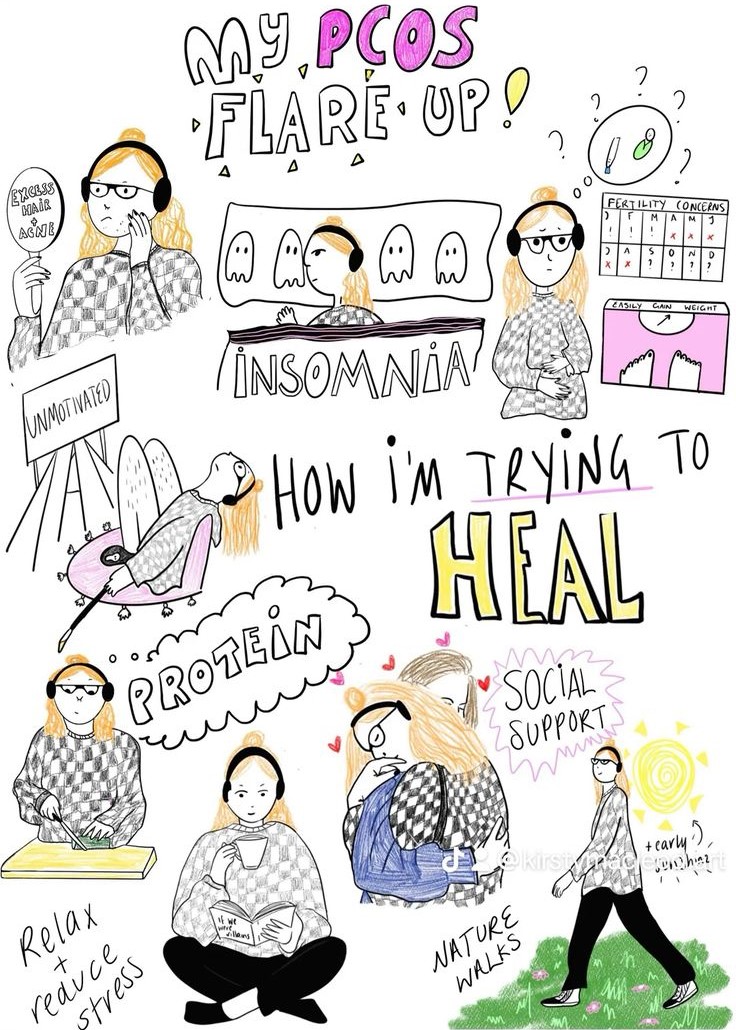 MY PCOS
FLARE UP!
EXCESS
HAIR
+
ACNE
INSOMNIA
? ? ? ? ? ?
FERTILITY CONCERNS
J F M A M J
! ! ! x x x
J A S O N D
x x ? ? ? ?
EASILY GAIN WEIGHT
UNMOTIVATED
HOW I'M TRYING TO
HEAL
PROTEIN
SOCIAL
SUPPORT
+ early
sunshine
If we
were
villains
Relax
+
reduce
stress
NATURE
WALKS